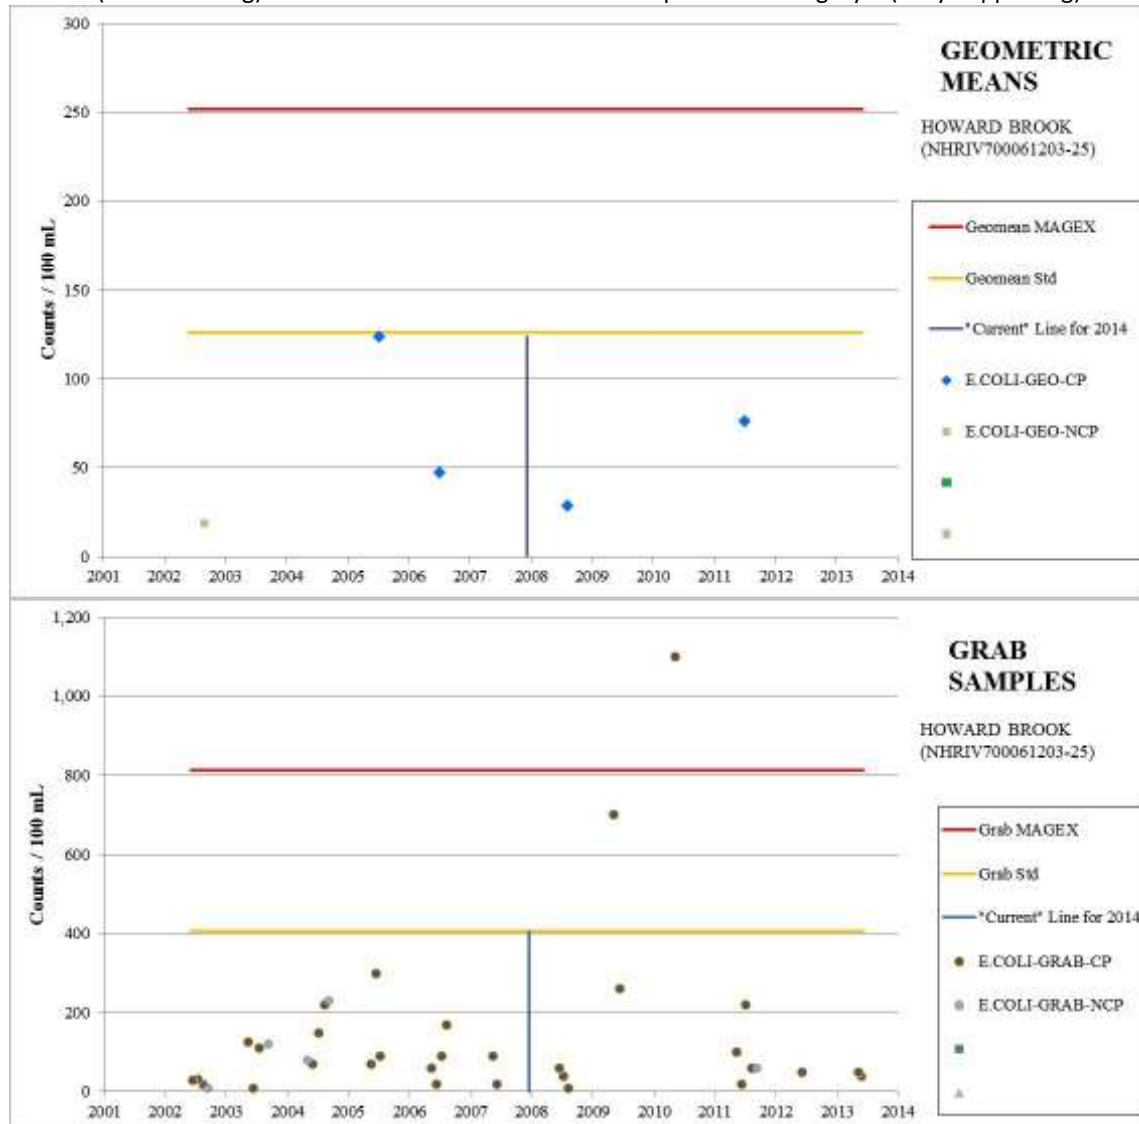 300
250
200
150
100
50
0
Counts / 100 mL
2001 2002 2003 2004 2005 2006 2007 2008 2009 2010 2011 2012 2013 2014
GEOMETRIC
MEANS
HOWARD BROOK
(NHRIV700061203-25)
Geomean MAGEX
Geomean Std
"Current" Line for 2014
E.COLI-GEO-CP
E.COLI-GEO-NCP
1,200
1,000
800
600
400
200
0
Counts / 100 mL
2001 2002 2003 2004 2005 2006 2007 2008 2009 2010 2011 2012 2013 2014
GRAB
SAMPLES
HOWARD BROOK
(NHRIV700061203-25)
Grab MAGEX
Grab Std
"Current" Line for 2014
E.COLI-GRAB-CP
E.COLI-GRAB-NCP